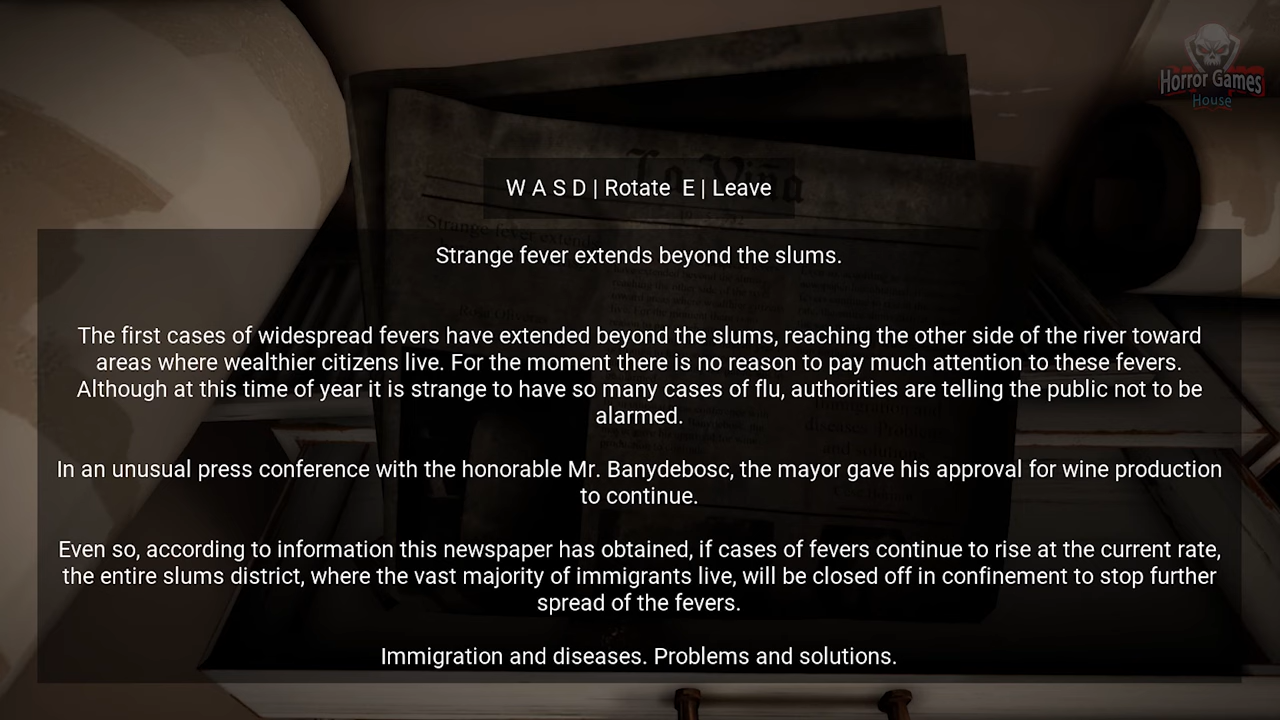 Horror Games
House
La Viña
W A S D | Rotate E | Leave
Strange fever extends beyond the slums.
The first cases of widespread fevers have extended beyond the slums, reaching the other side of the river toward
areas where wealthier citizens live. For the moment there is no reason to pay much attention to these fevers.
Although at this time of year it is strange to have so many cases of flu, authorities are telling the public not to be
alarmed.
In an unusual press conference with the honorable Mr. Banydebosc, the mayor gave his approval for wine production
to continue.
Even so, according to information this newspaper has obtained, if cases of fevers continue to rise at the current rate,
the entire slums district, where the vast majority of immigrants live, will be closed off in confinement to stop further
spread of the fevers.
Immigration and diseases. Problems and solutions.